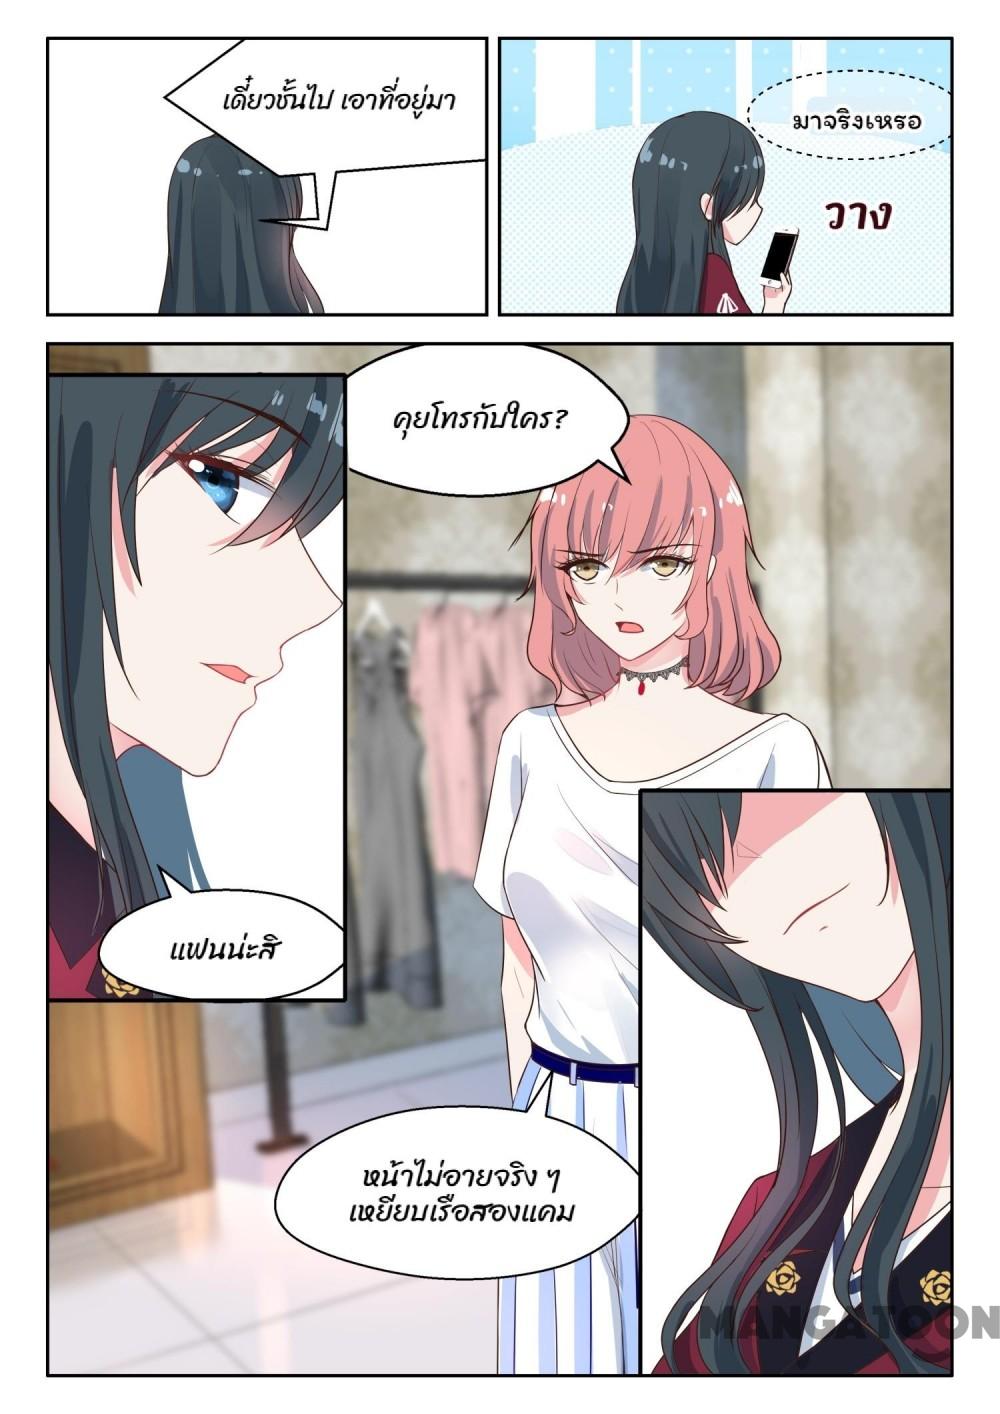 เดี๋ยวชั้นไป เอาที่อยู่มา
มาจริงเหรอ
วาง
คุยโทรกับใคร?
แฟนน่ะสิ
หน้าไม่อายจริง ๆ
เหยียบเรือสองแคม
MANGATOON